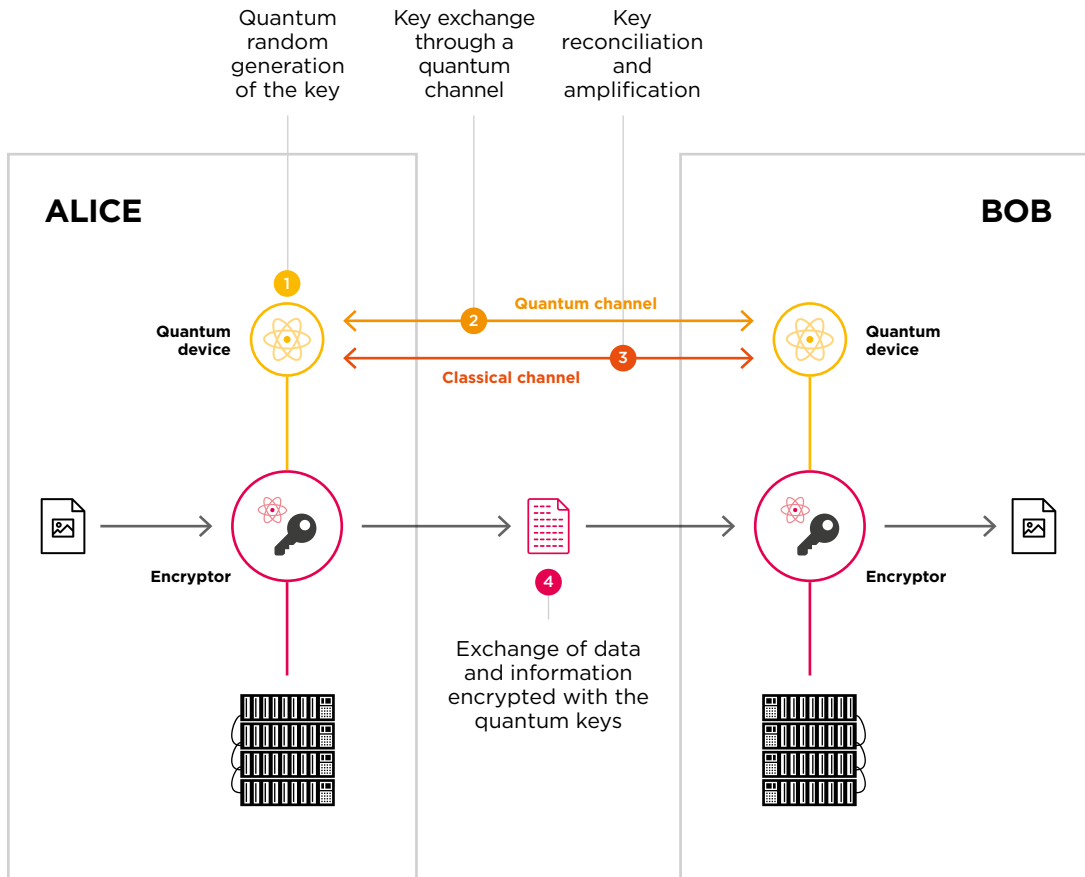 Quantum
random
generation
of the key
Key exchange
through a
quantum
channel
Key
reconciliation
and
amplification
ALICE
BOB
1
Quantum channel
2
Quantum
device
Quantum
device
3
Classical channel
Encryptor
Encryptor
4
Exchange of data
and information
encrypted with the
quantum keys